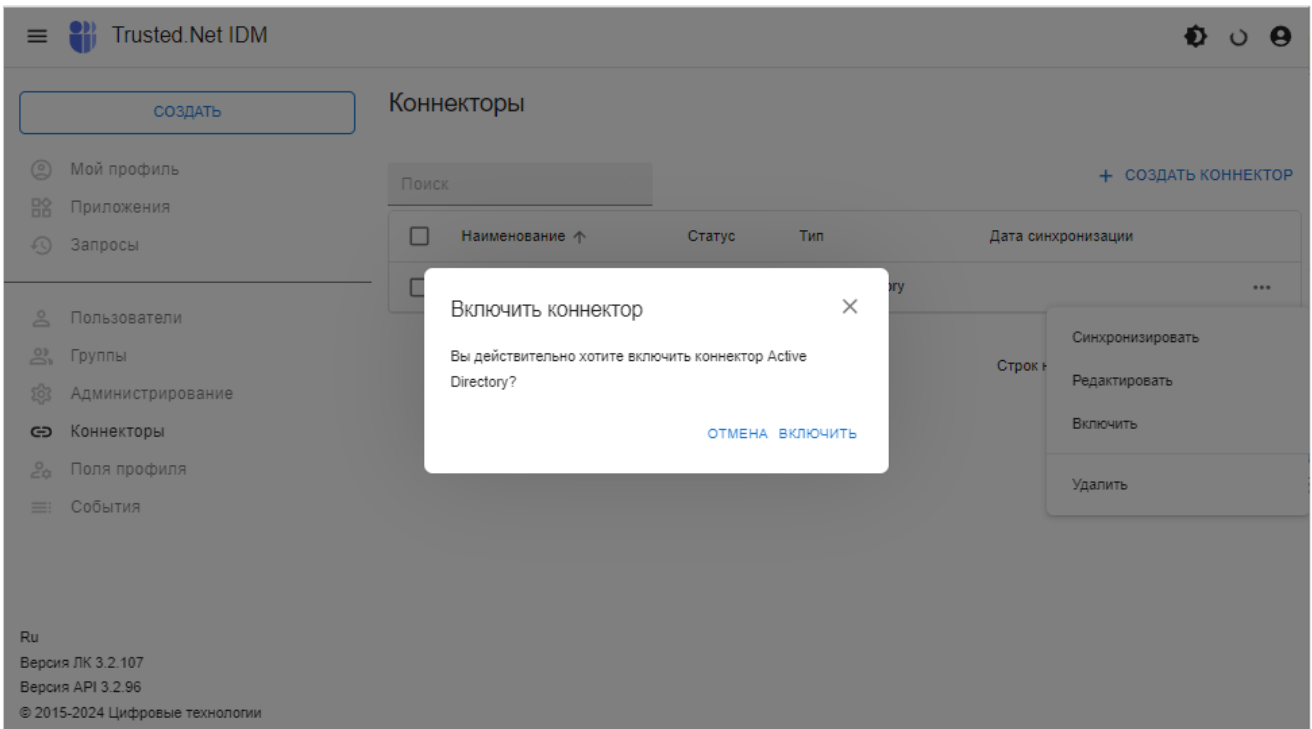 Trusted.Net IDM
СОЗДАТЬ
Мой профиль
Приложения
Запросы
Пользователи
Группы
Администрирование
Коннекторы
Поля профиля
События
Ru
Версия ЛК 3.2.107
Версия API 3.2.96
© 2015-2024 Цифровые технологии
Коннекторы
Поиск
+ СОЗДАТЬ КОННЕКТОР
Наименование ↑ Статус Тип Дата синхронизации
Включить коннектор
Вы действительно хотите включить коннектор Active
Directory?
ОТМЕНА ВКЛЮЧИТЬ
Строк
Синхронизировать
Редактировать
Включить
Удалить